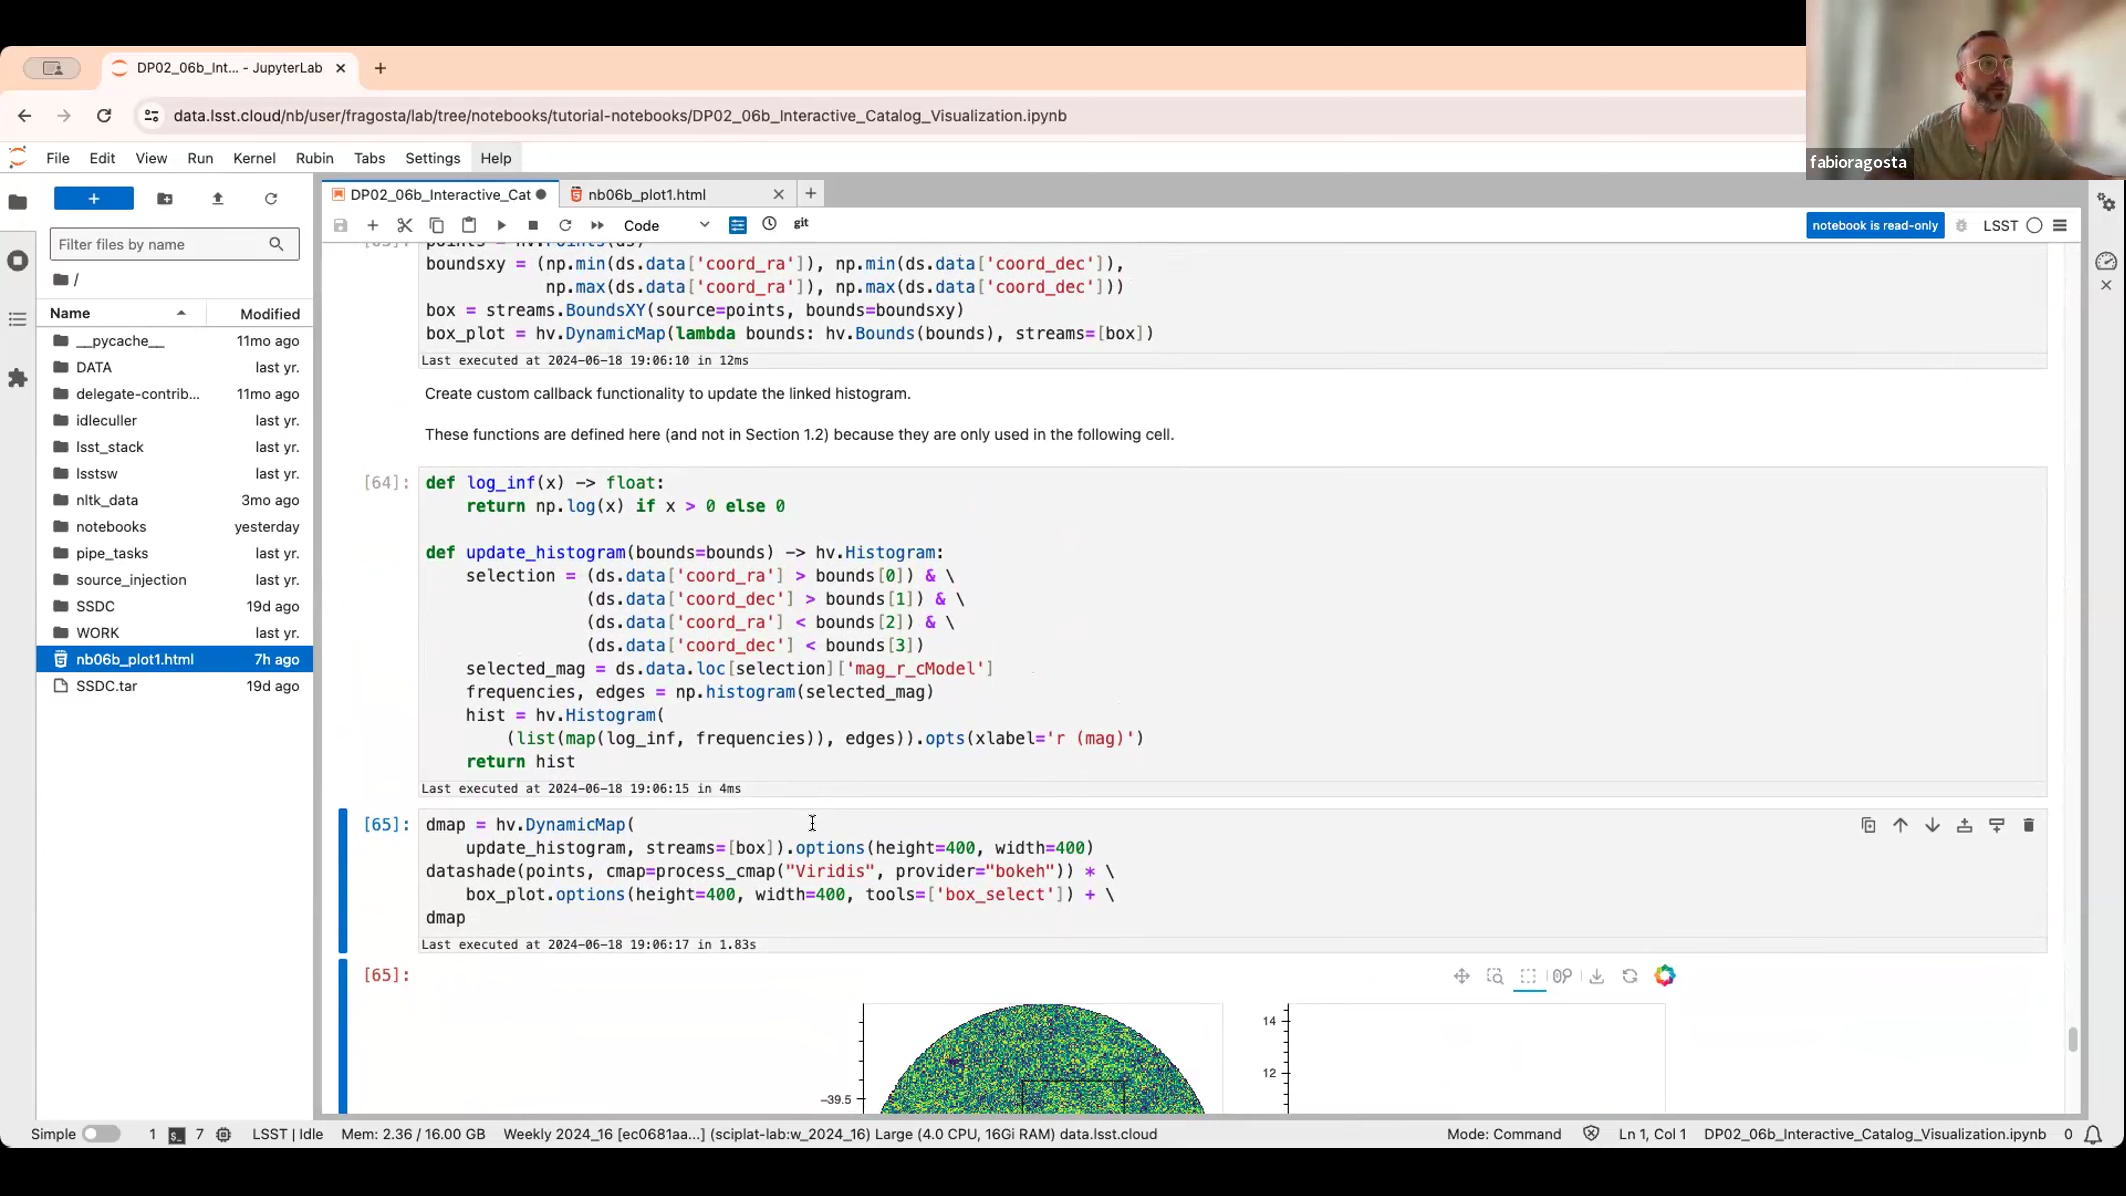 DP02_06b_Int... - JupyterLab
data.lsst.cloud/nb/user/fragosta/lab/tree/notebooks/tutorial-notebooks/DP02_06b_Interactive_Catalog_Visualization.ipynb
fabioragosta
File Edit View Run Kernel Rubin Tabs Settings Help
DP02_06b_Interactive_Cat
nb06b_plot1.html
Code
git
notebook is read-only
LSST
Filter files by name
/
Name Modified
__pycache__ 11mo ago
DATA last yr.
delegate-contrib... 11mo ago
idleculler last yr.
lsst_stack last yr.
lsstsw last yr.
nltk_data 3mo ago
notebooks yesterday
pipe_tasks last yr.
source_injection last yr.
SSDC 19d ago
WORK last yr.
nb06b_plot1.html 7h ago
SSDC.tar 19d ago
points = hv.Points(ds)
boundsxy = (np.min(ds.data['coord_ra']), np.min(ds.data['coord_dec']),
np.max(ds.data['coord_ra']), np.max(ds.data['coord_dec']))
box = streams.BoundsXY(source=points, bounds=boundsxy)
box_plot = hv.DynamicMap(lambda bounds: hv.Bounds(bounds), streams=[box])
Last executed at 2024-06-18 19:06:10 in 12ms
Create custom callback functionality to update the linked histogram.
These functions are defined here (and not in Section 1.2) because they are only used in the following cell.
[64]: def log_inf(x) -> float:
return np.log(x) if x > 0 else 0
def update_histogram(bounds=bounds) -> hv.Histogram:
selection = (ds.data['coord_ra'] > bounds[0]) & \
(ds.data['coord_dec'] > bounds[1]) & \
(ds.data['coord_ra'] < bounds[2]) & \
(ds.data['coord_dec'] < bounds[3])
selected_mag = ds.data.loc[selection]['mag_r_cModel']
frequencies, edges = np.histogram(selected_mag)
hist = hv.Histogram(
(list(map(log_inf, frequencies)), edges)).opts(xlabel='r (mag)')
return hist
Last executed at 2024-06-18 19:06:15 in 4ms
[65]: dmap = hv.DynamicMap(
update_histogram, streams=[box]).options(height=400, width=400)
datashade(points, cmap=process_cmap("Viridis", provider="bokeh")) * \
box_plot.options(height=400, width=400, tools=['box_select']) + \
dmap
Last executed at 2024-06-18 19:06:17 in 1.83s
[65]:
14
12
−39.5
Simple 1 7 LSST | Idle Mem: 2.36 / 16.00 GB Weekly 2024_16 [ec0681aa...] (sciplat-lab:w_2024_16) Large (4.0 CPU, 16Gi RAM) data.lsst.cloud Mode: Command Ln 1, Col 1 DP02_06b_Interactive_Catalog_Visualization.ipynb 0